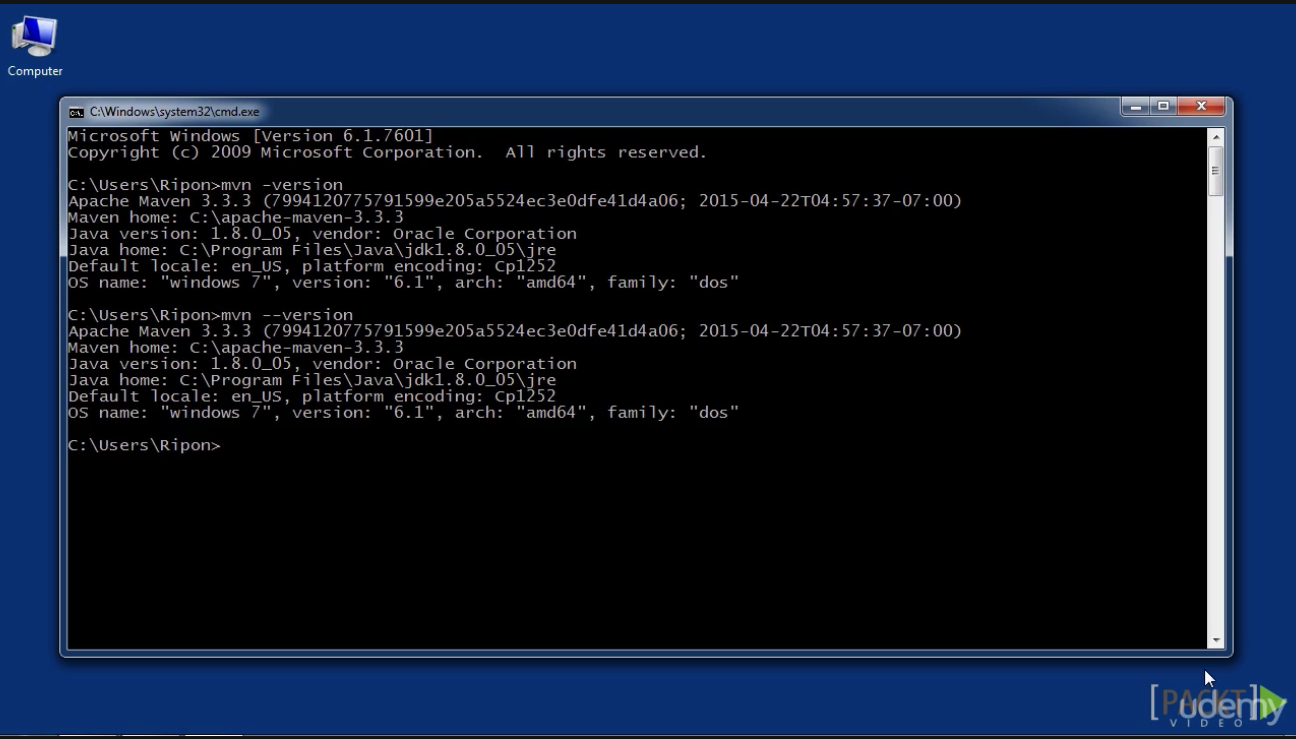 Computer
C:\Windows\system32\cmd.exe
Microsoft Windows [Version 6.1.7601]
Copyright (c) 2009 Microsoft Corporation.  All rights reserved.
C:\Users\Ripon>mvn -version
Apache Maven 3.3.3 (7994120775791599e205a5524ec3e0dfe41d4a06; 2015-04-22T04:57:37-07:00)
Maven home: C:\apache-maven-3.3.3
Java version: 1.8.0_05, vendor: Oracle Corporation
Java home: C:\Program Files\Java\jdk1.8.0_05\jre
Default locale: en_US, platform encoding: Cp1252
OS name: "windows 7", version: "6.1", arch: "amd64", family: "dos"
C:\Users\Ripon>mvn --version
Apache Maven 3.3.3 (7994120775791599e205a5524ec3e0dfe41d4a06; 2015-04-22T04:57:37-07:00)
Maven home: C:\apache-maven-3.3.3
Java version: 1.8.0_05, vendor: Oracle Corporation
Java home: C:\Program Files\Java\jdk1.8.0_05\jre
Default locale: en_US, platform encoding: Cp1252
OS name: "windows 7", version: "6.1", arch: "amd64", family: "dos"
C:\Users\Ripon>
[PACKT]
udemy
VIDEO